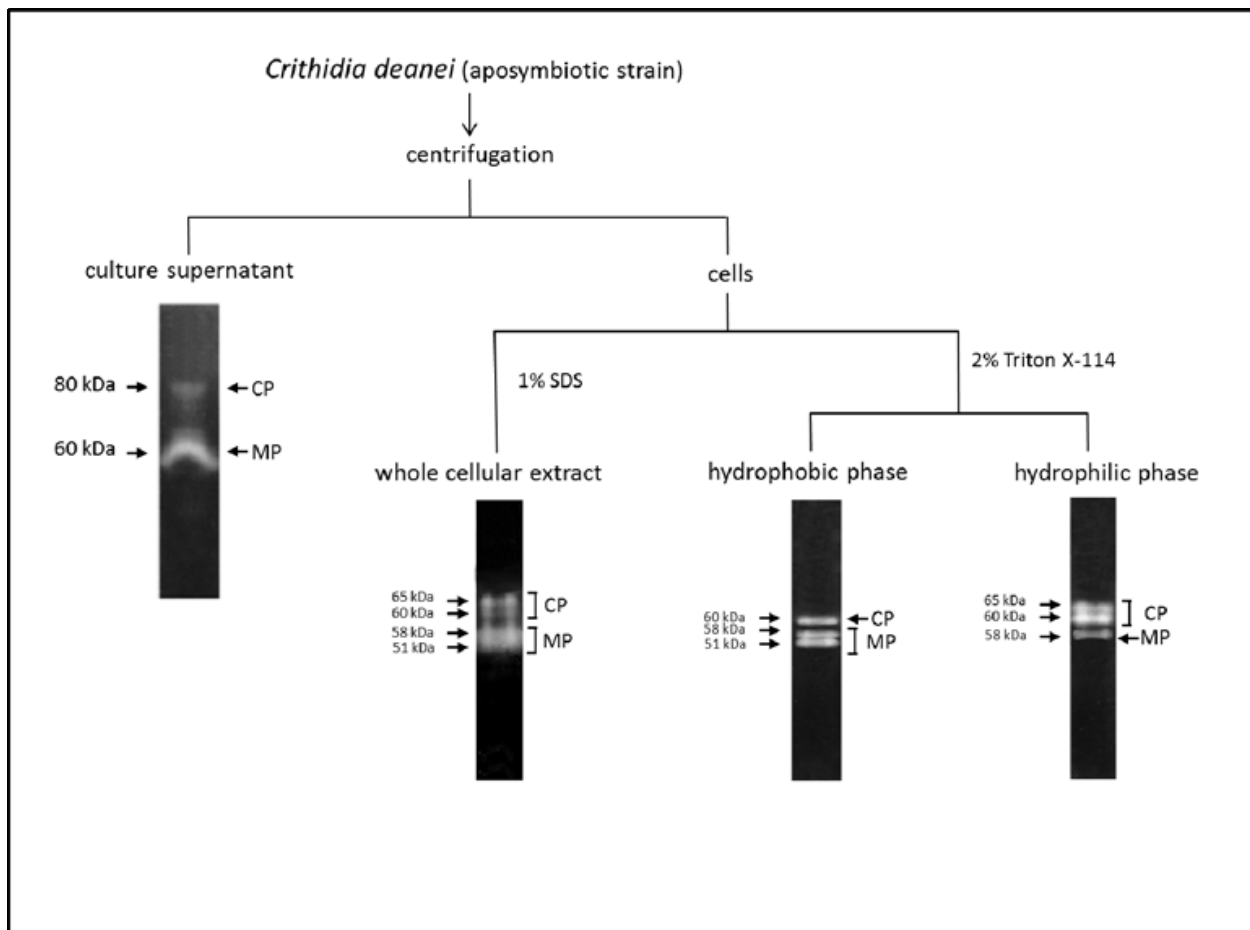 Crithidia deanei (aposymbiotic strain)
centrifugation
culture supernatant
cells
80 kDa
CP
60 kDa
MP
1% SDS
2% Triton X-114
whole cellular extract
65 kDa
60 kDa
CP
58 kDa
51 kDa
MP
hydrophobic phase
60 kDa
CP
58 kDa
51 kDa
MP
hydrophilic phase
65 kDa
60 kDa
CP
58 kDa
MP